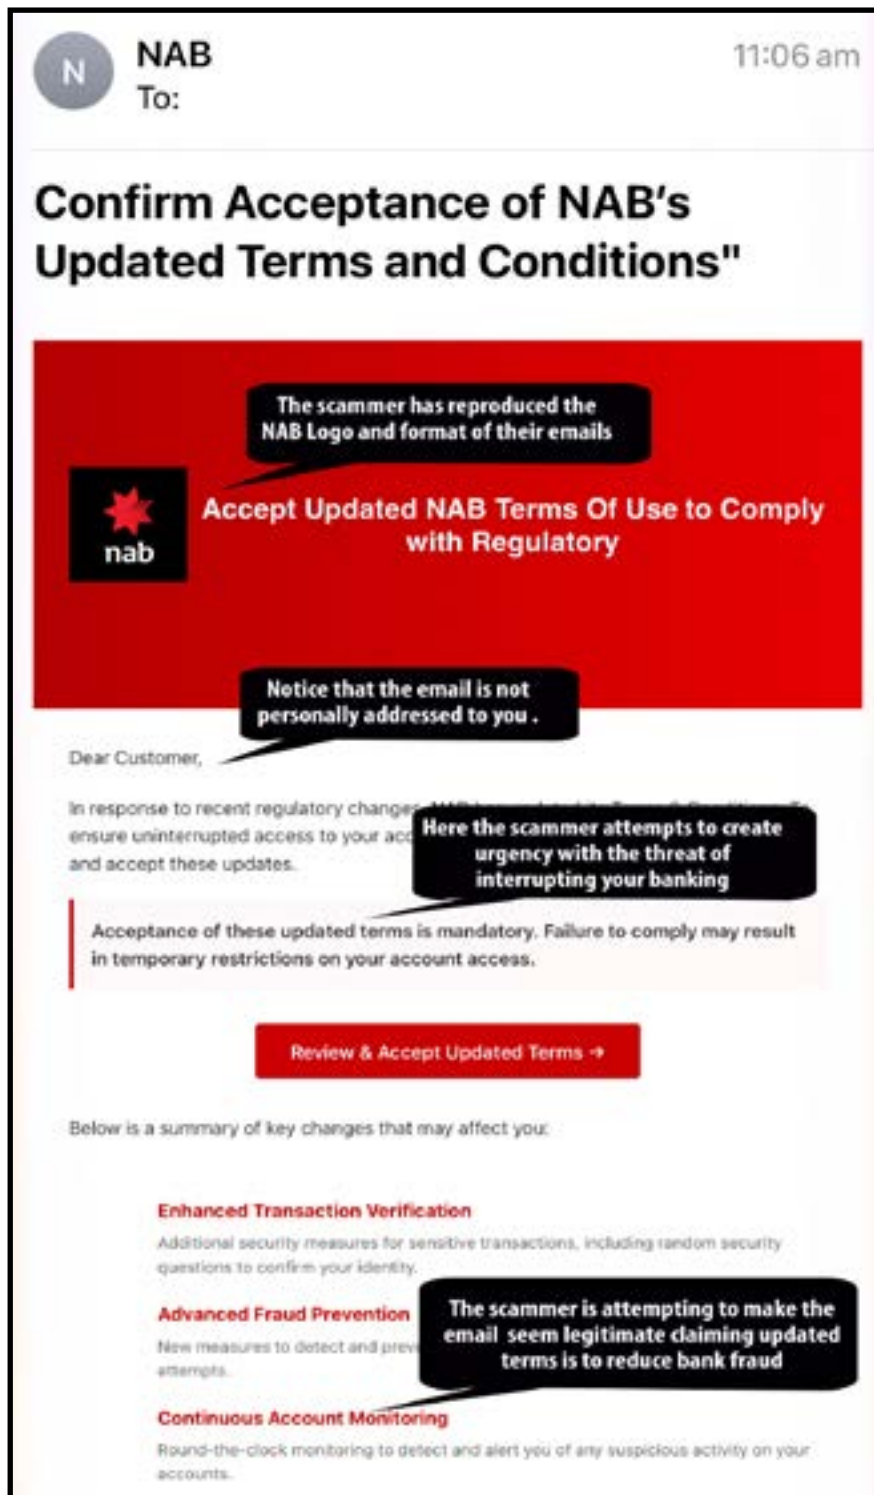 N
NAB
11:06 am
To:
Confirm Acceptance of NAB's
Updated Terms and Conditions"
The scammer has reproduced the
NAB Logo and format of their emails
nab
Accept Updated NAB Terms Of Use to Comply
with Regulatory
Notice that the email is not
personally addressed to you .
Dear Customer,
In response to recent regulatory changes
ensure uninterrupted access to your
and accept these updates.
Here the scammer attempts to create
urgency with the threat of
interrupting your banking
Acceptance of these updated terms is mandatory. Failure to comply may result
in temporary restrictions on your account access.
Review & Accept Updated Terms →
Below is a summary of key changes that may affect you:
Enhanced Transaction Verification
Additional security measures for sensitive transactions, including random security
questions to confirm your identity.
Advanced Fraud Prevention
New measures to detect and
attempts.
The scammer is attempting to make the
email seem legitimate claiming updated
terms is to reduce bank fraud
Continuous Account Monitoring
Round-the-clock monitoring to detect and alert you of any suspicious activity on your
accounts.